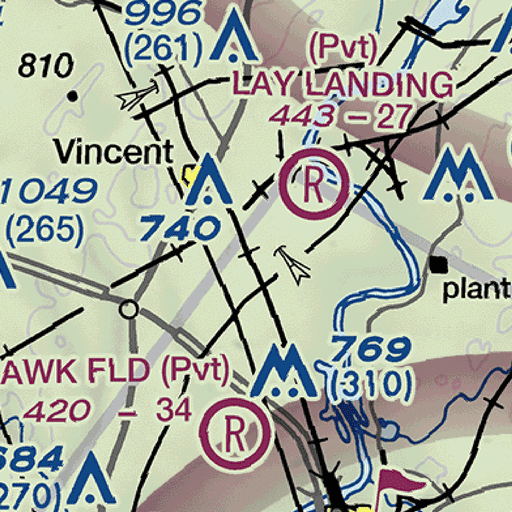 996
(261)
(Pvt)
810
LAY LANDING
443 - 27
Vincent
R
1049
(265)
740
plant
769
(310)
AWK FLD (Pvt)
420 - 34
R
684
270)